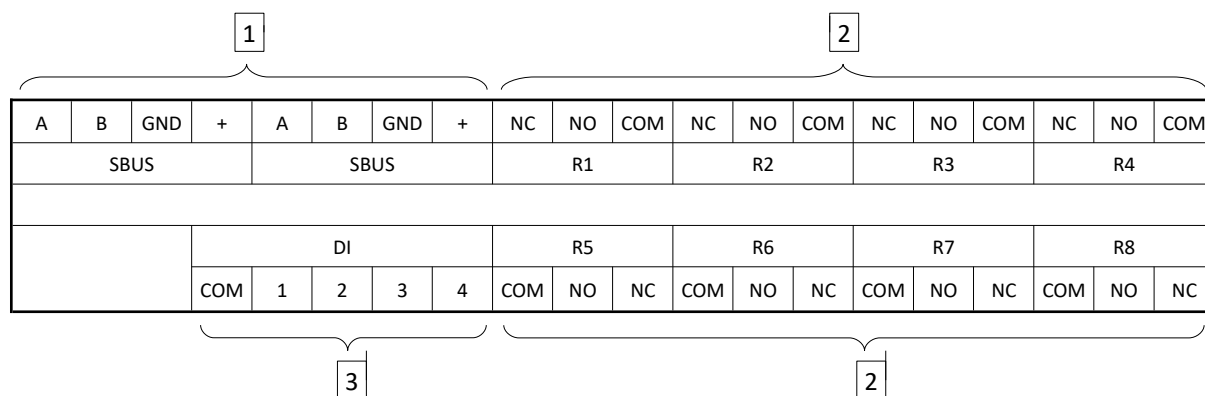 1 2
A B GND + A B GND + NC NO COM NC NO COM NC NO COM NC NO COM
SBUS SBUS R1 R2 R3 R4
DI R5 R6 R7 R8
COM 1 2 3 4 COM NO NC COM NO NC COM NO NC COM NO NC
3 2